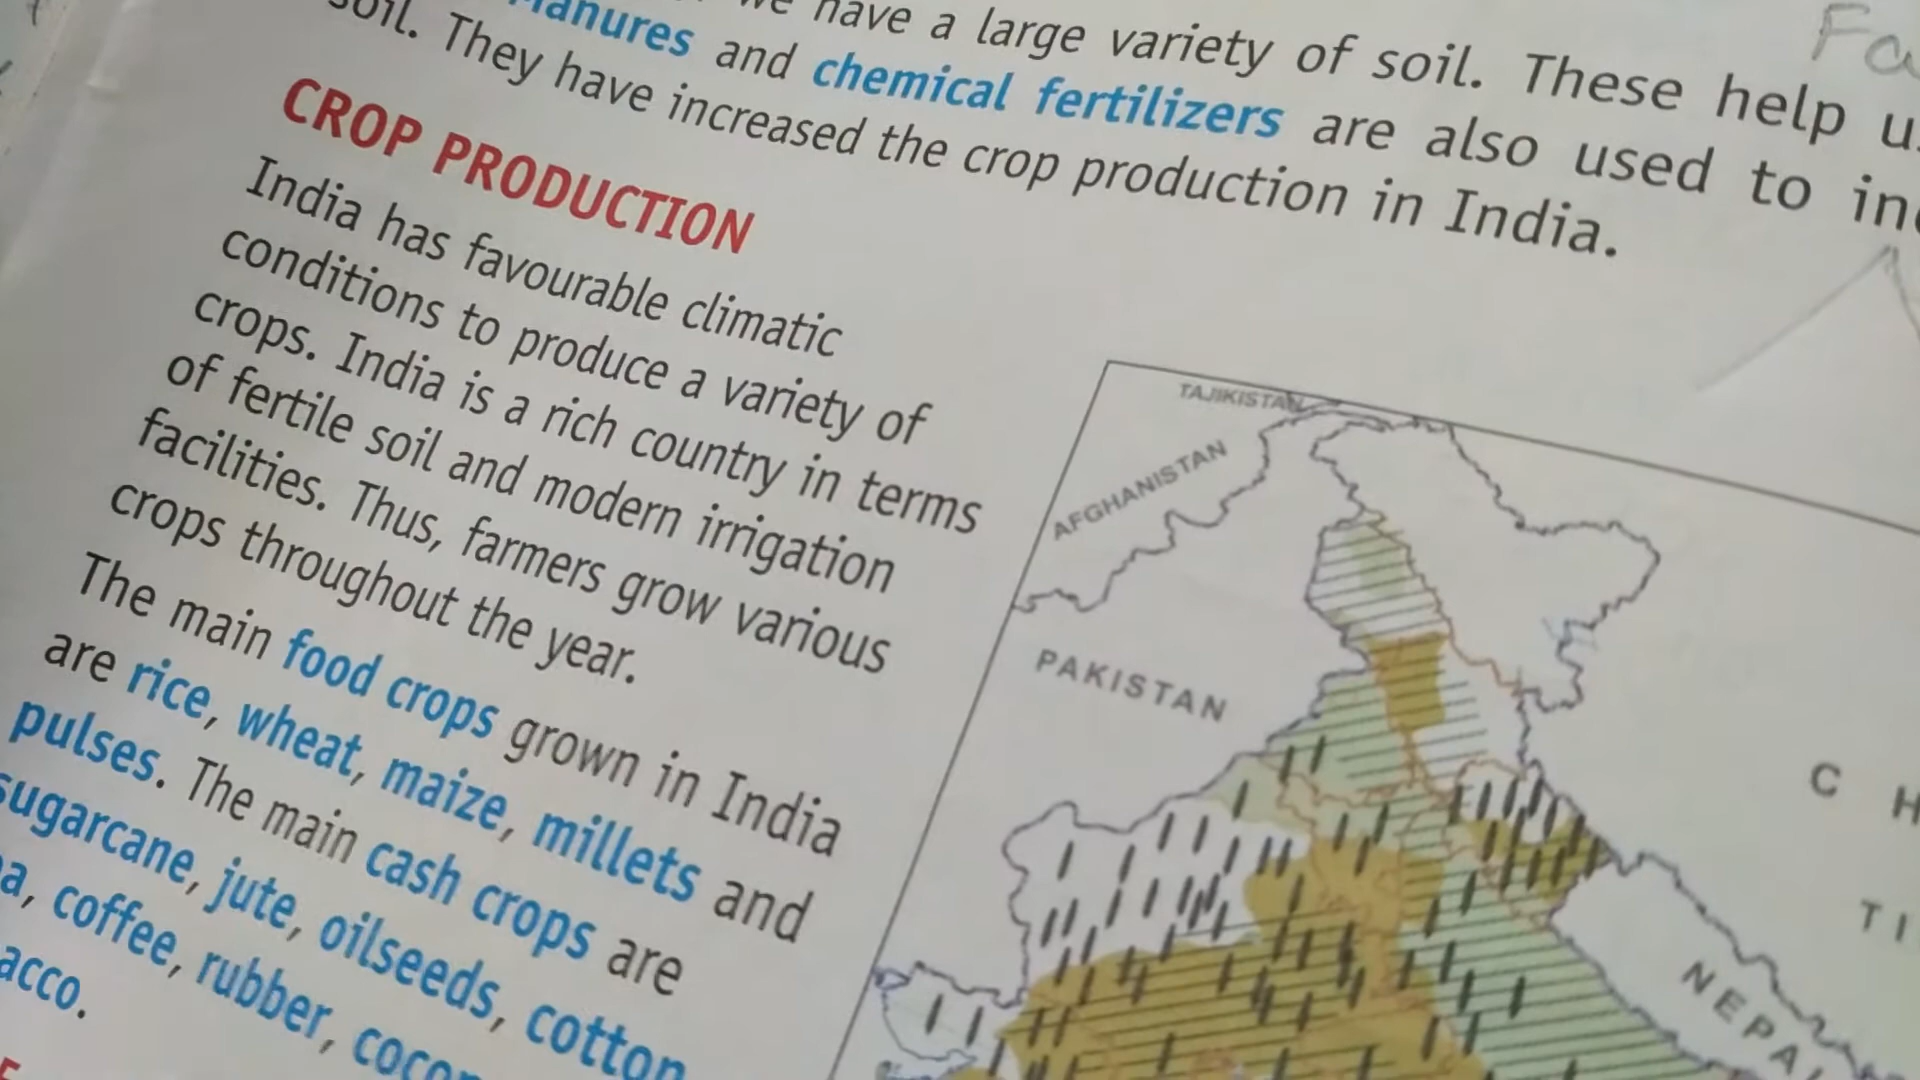 have a large variety of soil. These help
and chemical fertilizers are also used to
soil. They have increased the crop production in India.
CROP PRODUCTION
India has favourable climatic
conditions to produce a variety of
crops. India is a rich country in terms
of fertile soil and modern irrigation
facilities. Thus, farmers grow various
crops throughout the year.
The main food crops grown in India
are rice, wheat, maize, millets and
pulses. The main cash crops are
sugarcane, jute, oilseeds, cotton
coffee, rubber,
TAJIKISTAN
AFGHANISTAN
PAKISTAN
C H
T I
NEPAL